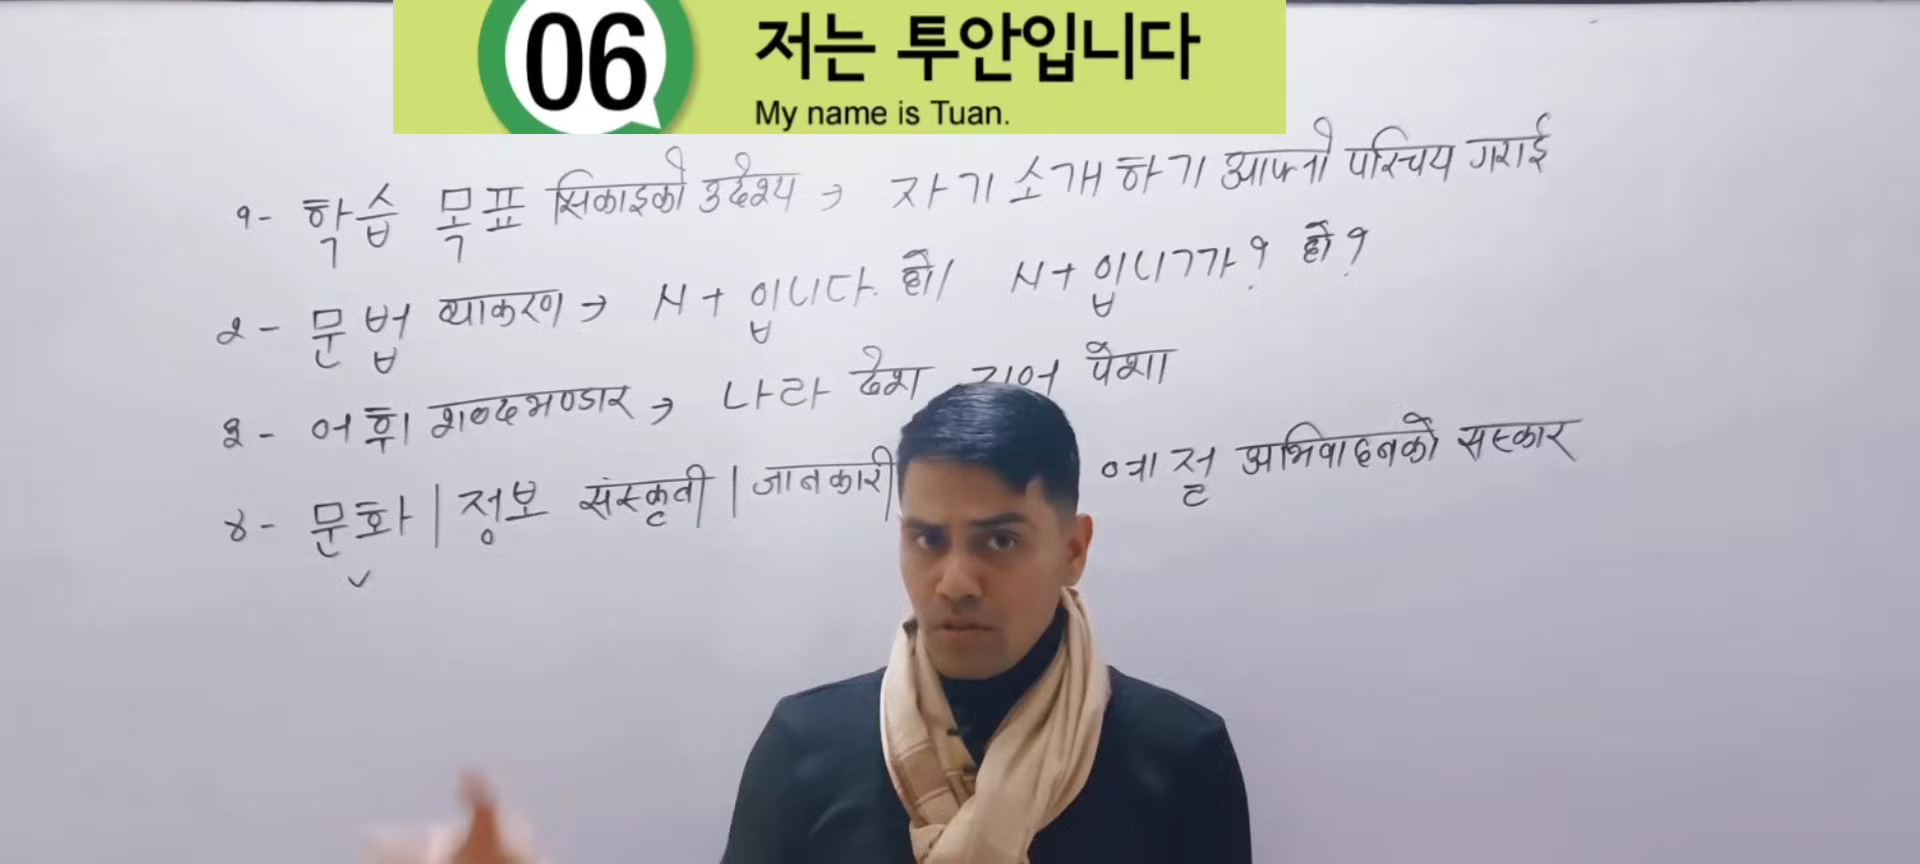 06
저는 투안입니다
My name is Tuan.
१- 학습 목표 सिकाइको उद्देश्य → 자기 소개 하기 आफ्नो परिचय गराई
२- 문법 व्याकरण → N + 입니다. हो। N + 입니까? हो?
३- 어휘 शब्दभण्डार → 나라 देश पेशा
४- 문화 | 정보 संस्कृती | जानकारी 예절 अभिवादनको सस्कार